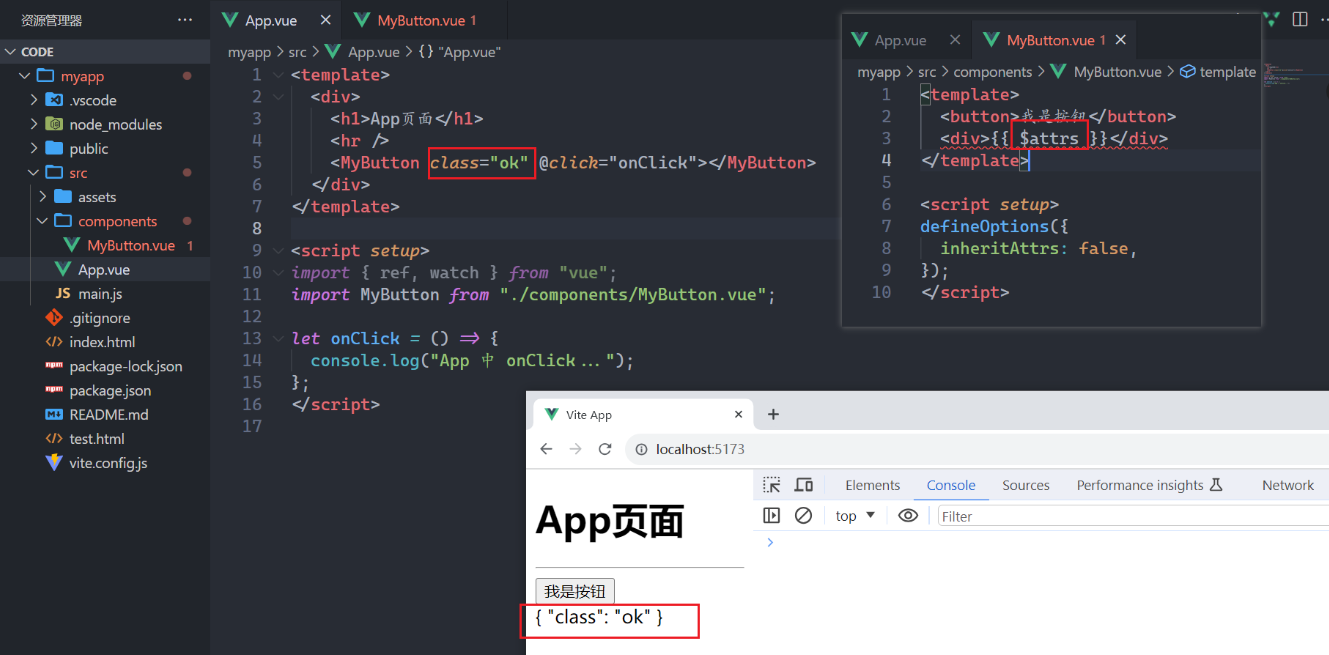 资源管理器
CODE
myapp
.vscode
node_modules
public
src
assets
components
MyButton.vue 1
App.vue
JS main.js
.gitignore
index.html
package-lock.json
package.json
README.md
test.html
vite.config.js
App.vue
MyButton.vue 1
myapp > src > App.vue > {} "App.vue"
1 <template>
2 <div>
3 <h1>App页面</h1>
4 <hr />
5 <MyButton class="ok" @click="onClick"></MyButton>
6 </div>
7 </template>
8
9 <script setup>
10 import { ref, watch } from "vue";
11 import MyButton from "./components/MyButton.vue";
12
13 let onClick = () => {
14 console.log("App 中 onClick...");
15 };
16 </script>
17
App.vue
MyButton.vue 1
myapp > src > components > MyButton.vue > template
1 <template>
2 <button>我是按钮</button>
3 <div>{{ $attrs }}</div>
4 </template>
5
6 <script setup>
7 defineOptions({
8 inheritAttrs: false,
9 });
10 </script>
Vite App
localhost:5173
App页面
我是按钮
{ "class": "ok" }
Elements Console Sources Performance insights Network
top Filter